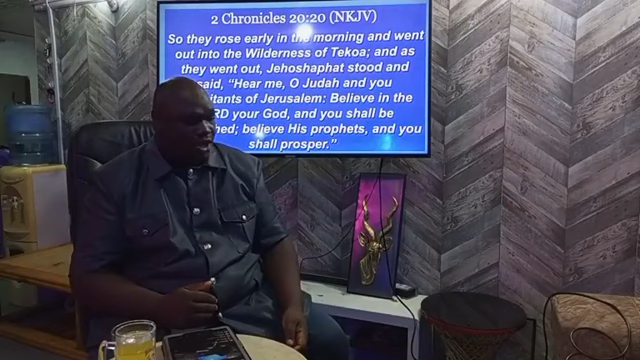 2 Chronicles 20:20 (NKJV)
So they rose early in the morning and went
out into the Wilderness of Tekoa; and as
they went out, Jehoshaphat stood and
said, “Hear me, O Judah and you
of Jerusalem: Believe in the
your God, and you shall be
believe His prophets, and you
shall prosper.”